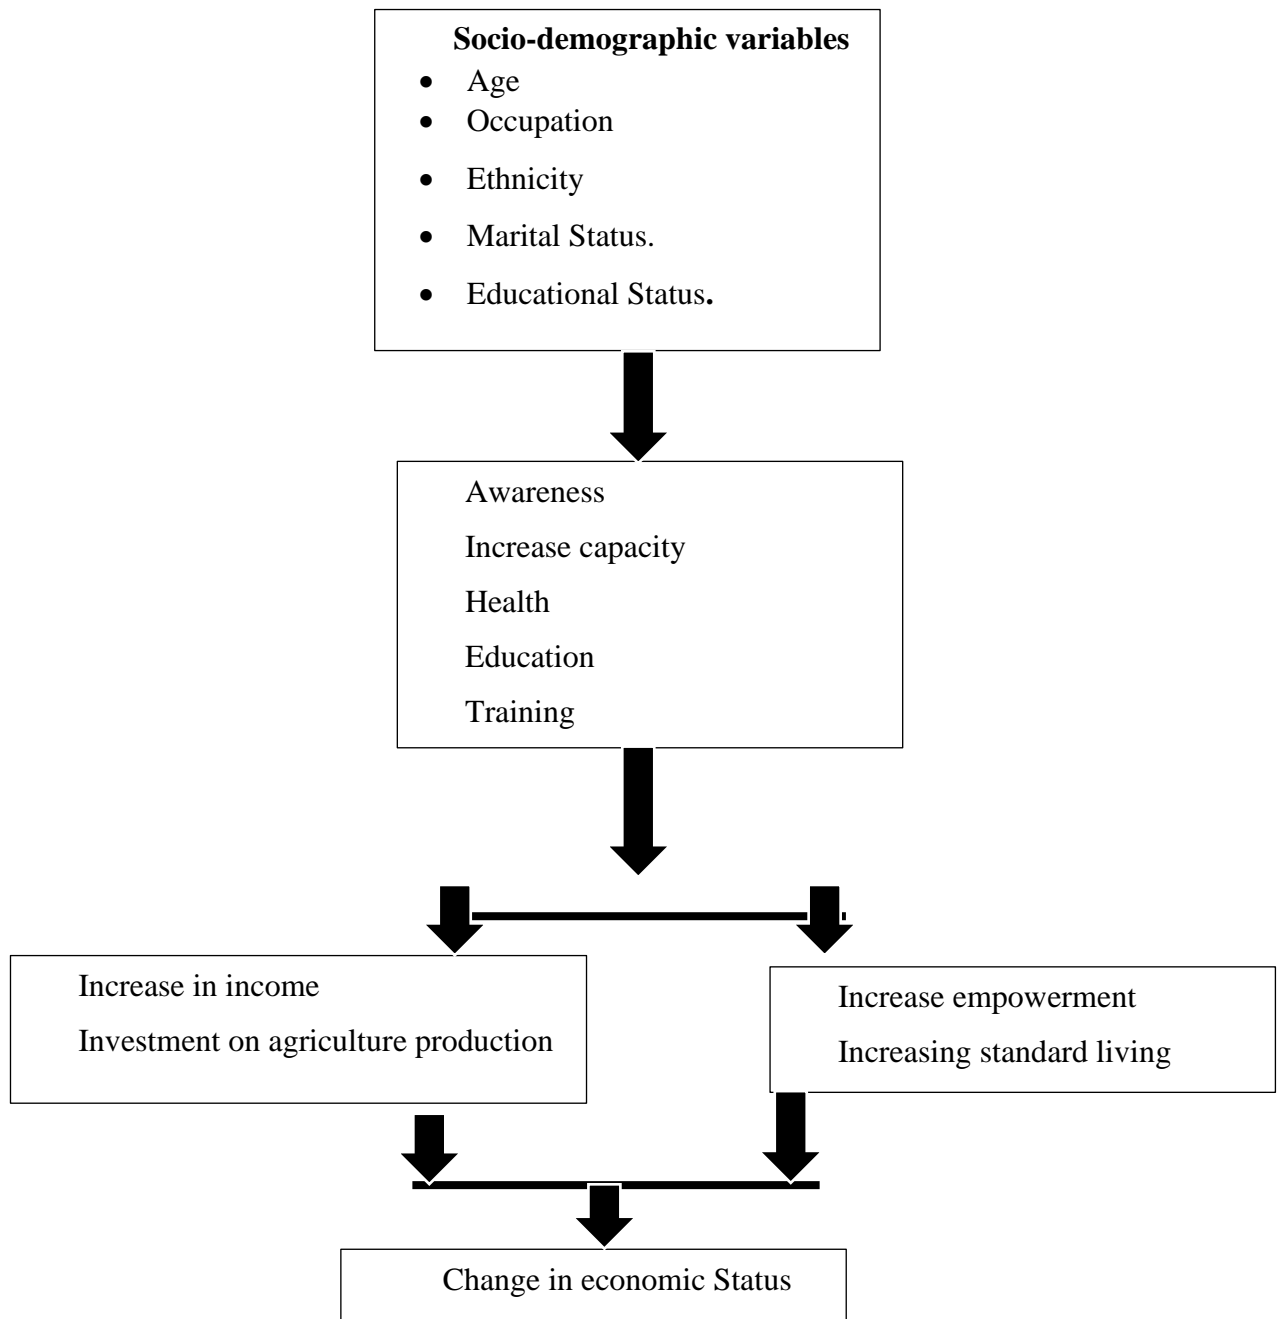 Socio-demographic variables
• Age
• Occupation
• Ethnicity
• Marital Status.
• Educational Status.
Awareness
Increase capacity
Health
Education
Training
Increase in income
Investment on agriculture production
Increase empowerment
Increasing standard living
Change in economic Status